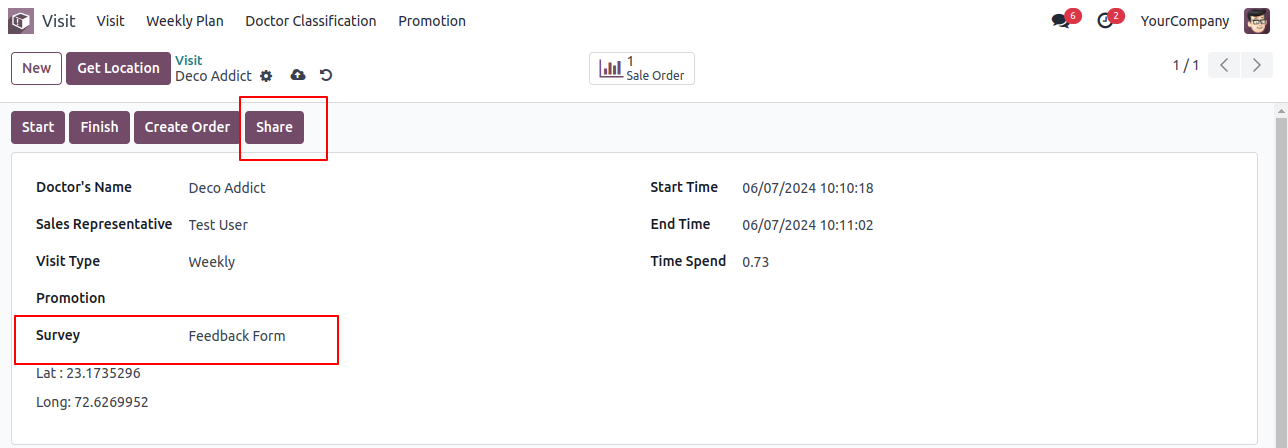 Visit Visit Weekly Plan Doctor Classification Promotion 6 2 YourCompany
New Get Location Visit
Deco Addict
1
Sale Order
1 / 1
Start Finish Create Order Share
Doctor's Name Deco Addict Start Time 06/07/2024 10:10:18
Sales Representative Test User End Time 06/07/2024 10:11:02
Visit Type Weekly Time Spend 0.73
Promotion
Survey Feedback Form
Lat : 23.1735296
Long: 72.6269952